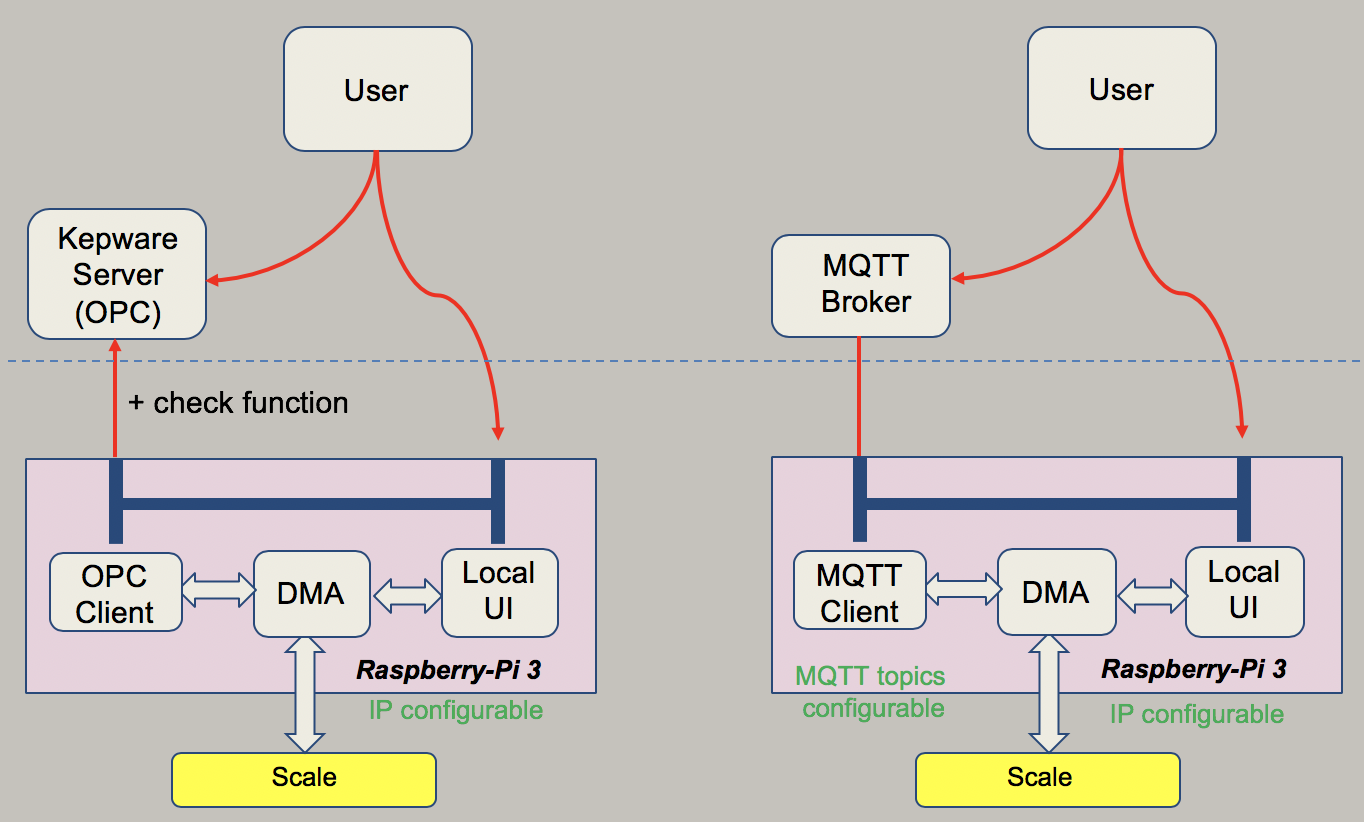 User
Kepware
Server
(OPC)
+ check function
OPC
Client
DMA
Local
UI
Raspberry-Pi 3
IP configurable
Scale
User
MQTT
Broker
MQTT
Client
DMA
Local
UI
Raspberry-Pi 3
MQTT topics
configurable
IP configurable
Scale